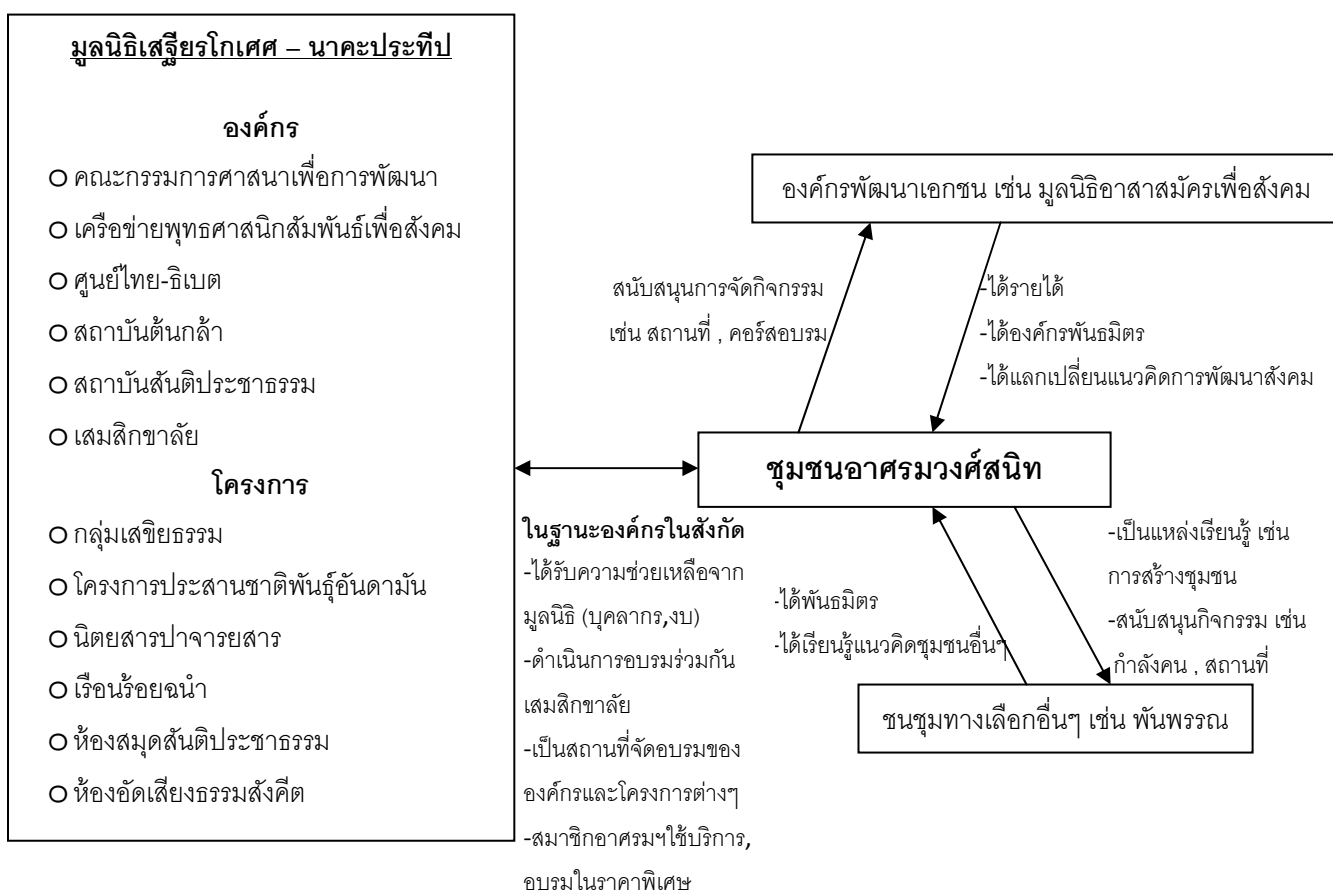 มูลนิธิเสฐียรโกเศศ – นาคะประทีป
องค์กร
คณะกรรมการศาสนาเพื่อการพัฒนา
เครือข่ายพุทธศาสนิกสัมพันธ์เพื่อสังคม
ศูนย์ไทย-ธิเบต
สถาบันต้นกล้า
สถาบันสันติประชาธรรม
เสมสิกขาลัย
โครงการ
กลุ่มเสขิยธรรม
โครงการประสานชาติพันธุ์อันดามัน
นิตยสารปาจารยสาร
เรือนร้อยฉนำ
ห้องสมุดสันติประชาธรรม
ห้องอัดเสียงธรรมสังคีต
องค์กรพัฒนาเอกชน เช่น มูลนิธิอาสาสมัครเพื่อสังคม
สนับสนุนการจัดกิจกรรม
เช่น สถานที่ , คอร์สอบรม
-ได้รายได้
-ได้องค์กรพันธมิตร
-ได้แลกเปลี่ยนแนวคิดการพัฒนาสังคม
ชุมชนอาศรมวงศ์สนิท
ในฐานะองค์กรในสังกัด
-ได้รับความช่วยเหลือจาก
มูลนิธิ (บุคลากร,งบ)
-ดำเนินการอบรมร่วมกัน
เสมสิกขาลัย
-เป็นสถานที่จัดอบรมของ
องค์กรและโครงการต่างๆ
-สมาชิกอาศรมฯใช้บริการ,
อบรมในราคาพิเศษ
-ได้พันธมิตร
-ได้เรียนรู้แนวคิดชุมชนอื่นๆ
-เป็นแหล่งเรียนรู้ เช่น
การสร้างชุมชน
-สนับสนุนกิจกรรม เช่น
กำลังคน , สถานที่
ชนชุมทางเลือกอื่นๆ เช่น พันพรรณ